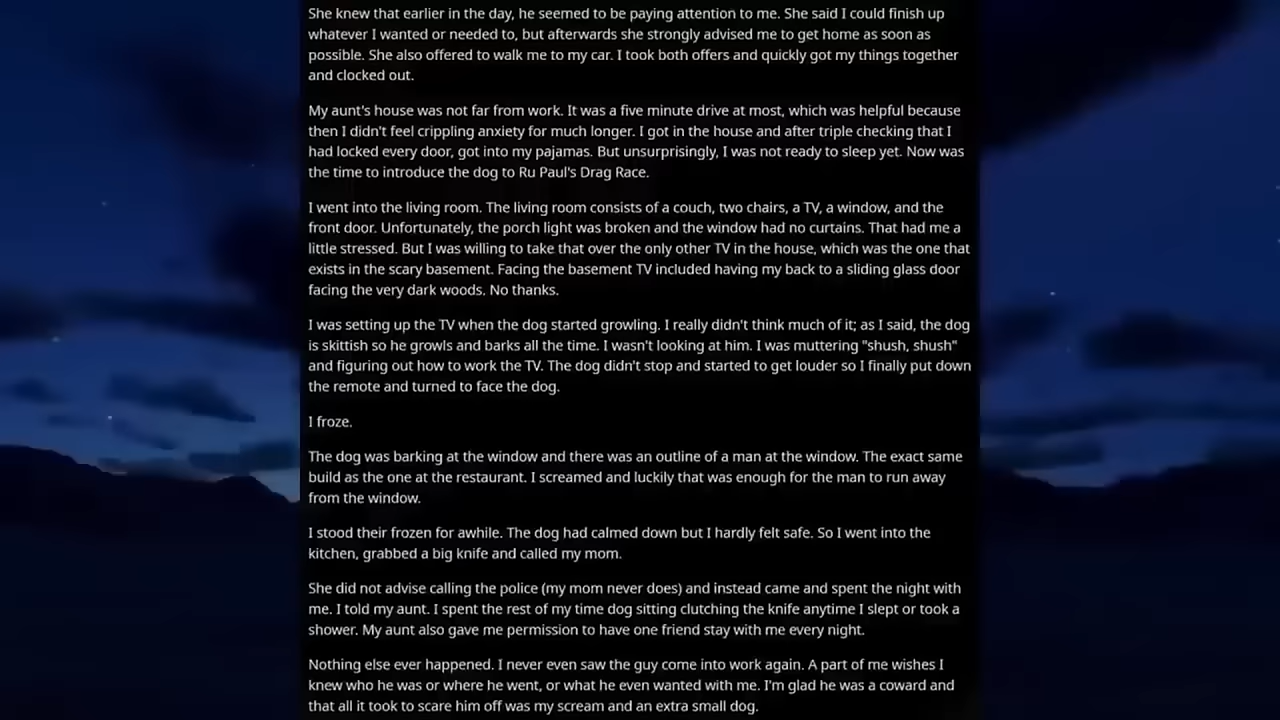 She knew that earlier in the day, he seemed to be paying attention to me. She said I could finish up
whatever I wanted or needed to, but afterwards she strongly advised me to get home as soon as
possible. She also offered to walk me to my car. I took both offers and quickly got my things together
and clocked out.
My aunt's house was not far from work. It was a five minute drive at most, which was helpful because
then I didn't feel crippling anxiety for much longer. I got in the house and after triple checking that I
had locked every door, got into my pajamas. But unsurprisingly, I was not ready to sleep yet. Now was
the time to introduce the dog to Ru Paul's Drag Race.
I went into the living room. The living room consists of a couch, two chairs, a TV, a window, and the
front door. Unfortunately, the porch light was broken and the window had no curtains. That had me a
little stressed. But I was willing to take that over the only other TV in the house, which was the one that
exists in the scary basement. Facing the basement TV included having my back to a sliding glass door
facing the very dark woods. No thanks.
I was setting up the TV when the dog started growling. I really didn't think much of it; as I said, the dog
is skittish so he growls and barks all the time. I wasn't looking at him. I was muttering "shush, shush"
and figuring out how to work the TV. The dog didn't stop and started to get louder so I finally put down
the remote and turned to face the dog.
I froze.
The dog was barking at the window and there was an outline of a man at the window. The exact same
build as the one at the restaurant. I screamed and luckily that was enough for the man to run away
from the window.
I stood their frozen for awhile. The dog had calmed down but I hardly felt safe. So I went into the
kitchen, grabbed a big knife and called my mom.
She did not advise calling the police (my mom never does) and instead came and spent the night with
me. I told my aunt. I spent the rest of my time dog sitting clutching the knife anytime I slept or took a
shower. My aunt also gave me permission to have one friend stay with me every night.
Nothing else ever happened. I never even saw the guy come into work again. A part of me wishes I
knew who he was or where he went, or what he even wanted with me. I'm glad he was a coward and
that all it took to scare him off was my scream and an extra small dog.